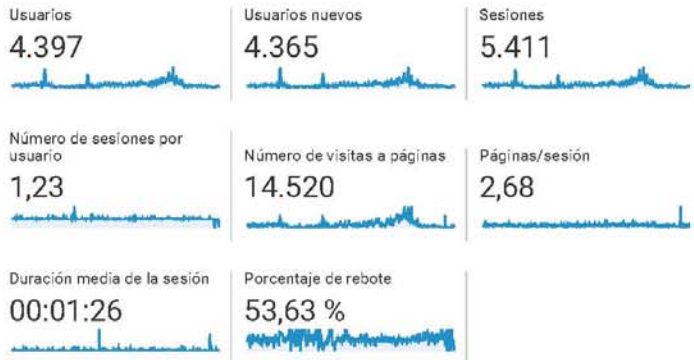 Usuarios
4.397
Usuarios nuevos
4.365
Sesiones
5.411
Número de sesiones por
usuario
1,23
Número de visitas a páginas
14.520
Páginas/sesión
2,68
Duración media de la sesión
00:01:26
Porcentaje de rebote
53,63 %